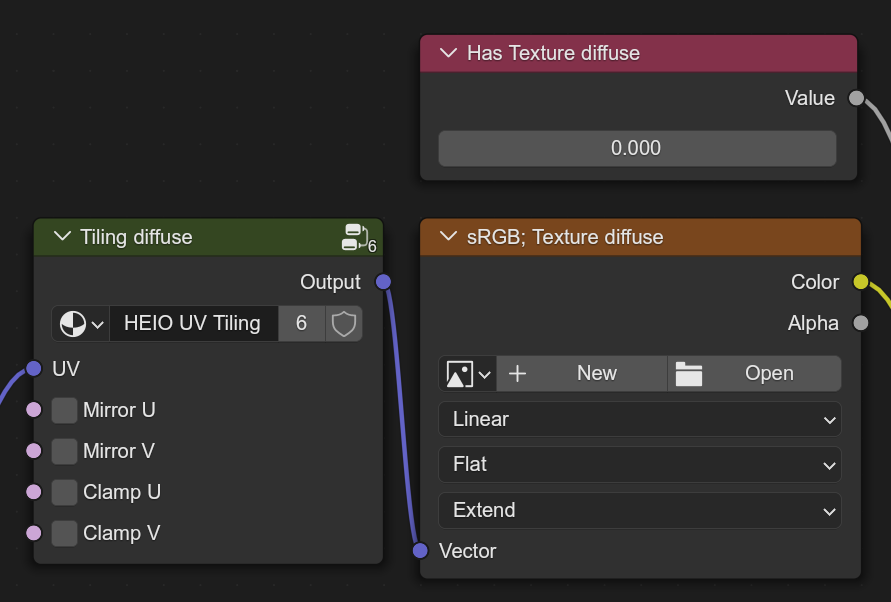 Has Texture diffuse
Value
0.000
Tiling diffuse
6
Output
HEIO UV Tiling
6
UV
Mirror U
Mirror V
Clamp U
Clamp V
sRGB; Texture diffuse
Color
Alpha
New
Open
Linear
Flat
Extend
Vector